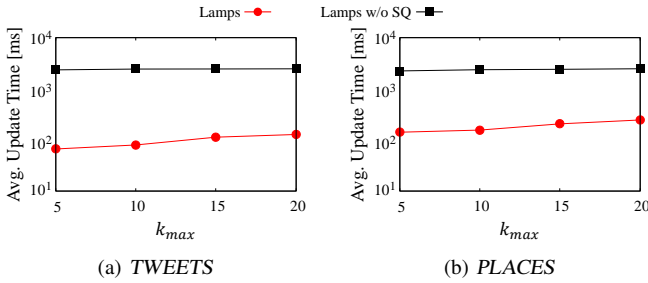 Lamps Lamps w/o SQ
Avg. Update Time [ms]
10^4
10^3
10^2
10^1
5 10 15 20
k_max
(a) TWEETS
Avg. Update Time [ms]
10^4
10^3
10^2
10^1
5 10 15 20
k_max
(b) PLACES